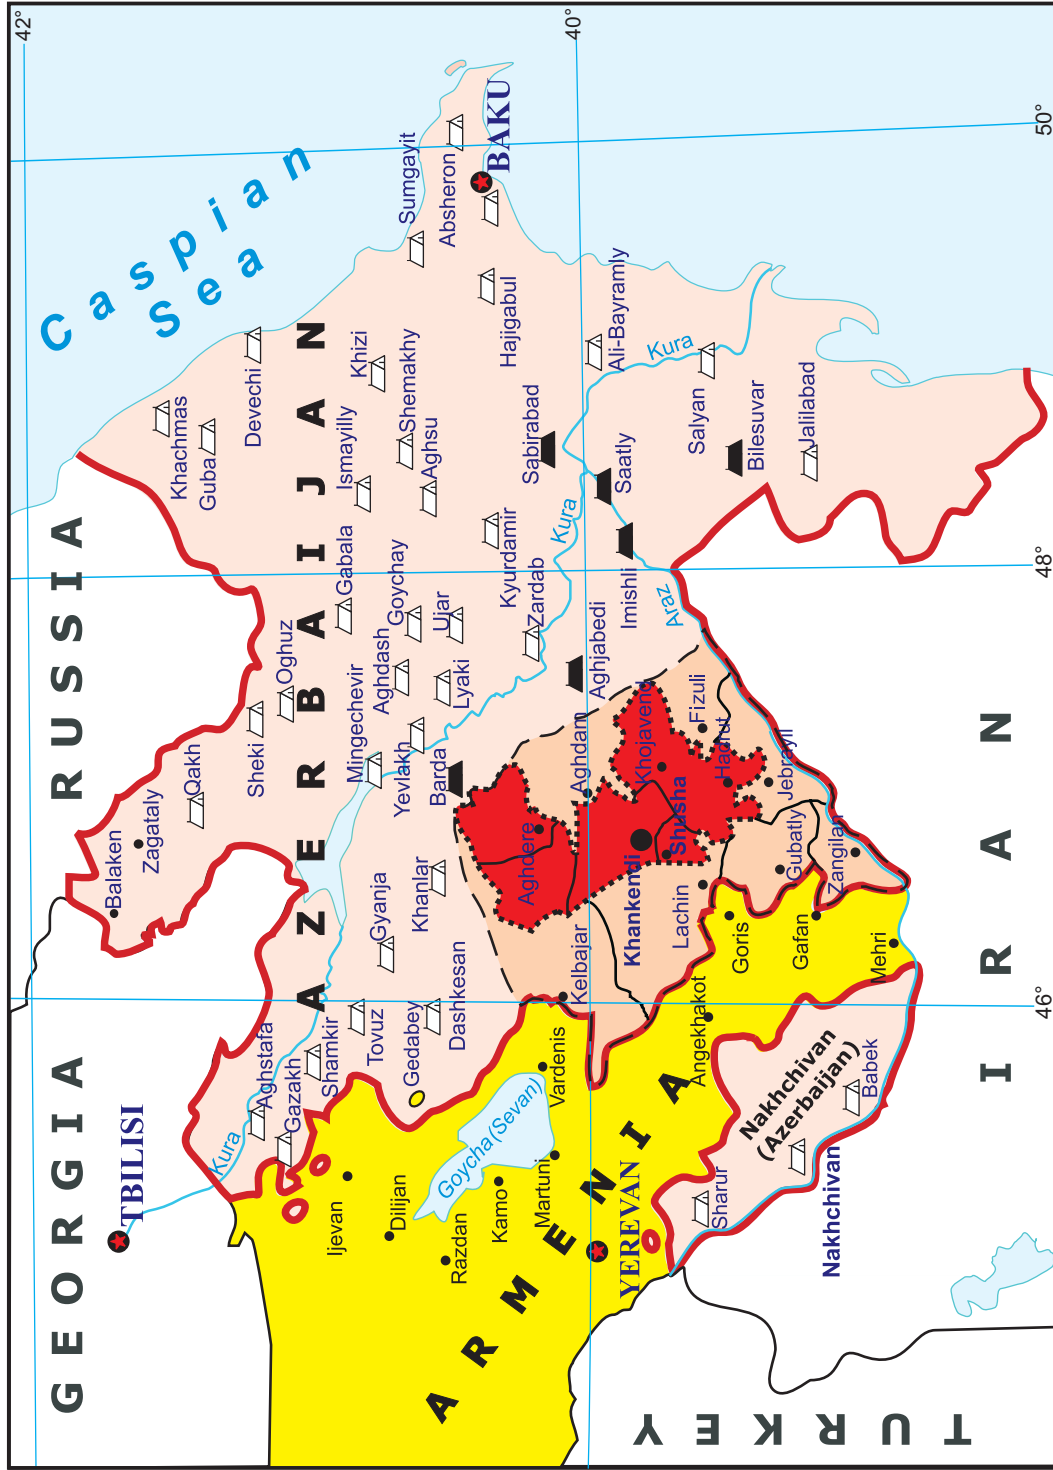 42°
40°
50°
48°
46°
Caspian
Sea
RUSSIA
GEORGIA
AZERBAIJAN
ARMENIA
IRAN
TURKEY
TBILISI
BAKU
YEREVAN
Balaken
Zagataly
Qakh
Sheki
Oghuz
Gabala
Ismayilly
Khachmas
Guba
Devechi
Khizi
Shemakhy
Aghsu
Sumgayit
Absheron
Hajigabul
Ali-Bayramly
Kura
Salyan
Bilesuvar
Jalilabad
Sabirabad
Saatly
Kura
Imishli
Araz
Kyurdamir
Zardab
Goychay
Ujar
Aghdash
Lyaki
Mingechevir
Yevlakh
Barda
Aghjabedi
Gyanja
Khanlar
Dashkesan
Gedabey
Tovuz
Shamkir
Aghstafa
Gazakh
Kura
Aghdere
Aghdam
Khojavend
Fizuli
Hadrut
Jebrayil
Shusha
Khankendi
Lachin
Kelbajar
Gubatly
Zangilan
Goris
Gafan
Mehri
Angekhakot
Vardenis
Goycha (Sevan)
Martuni
Kamo
Razdan
Dilijan
Ijevan
Nakhchivan
(Azerbaijan)
Babek
Sharur
Nakhchivan